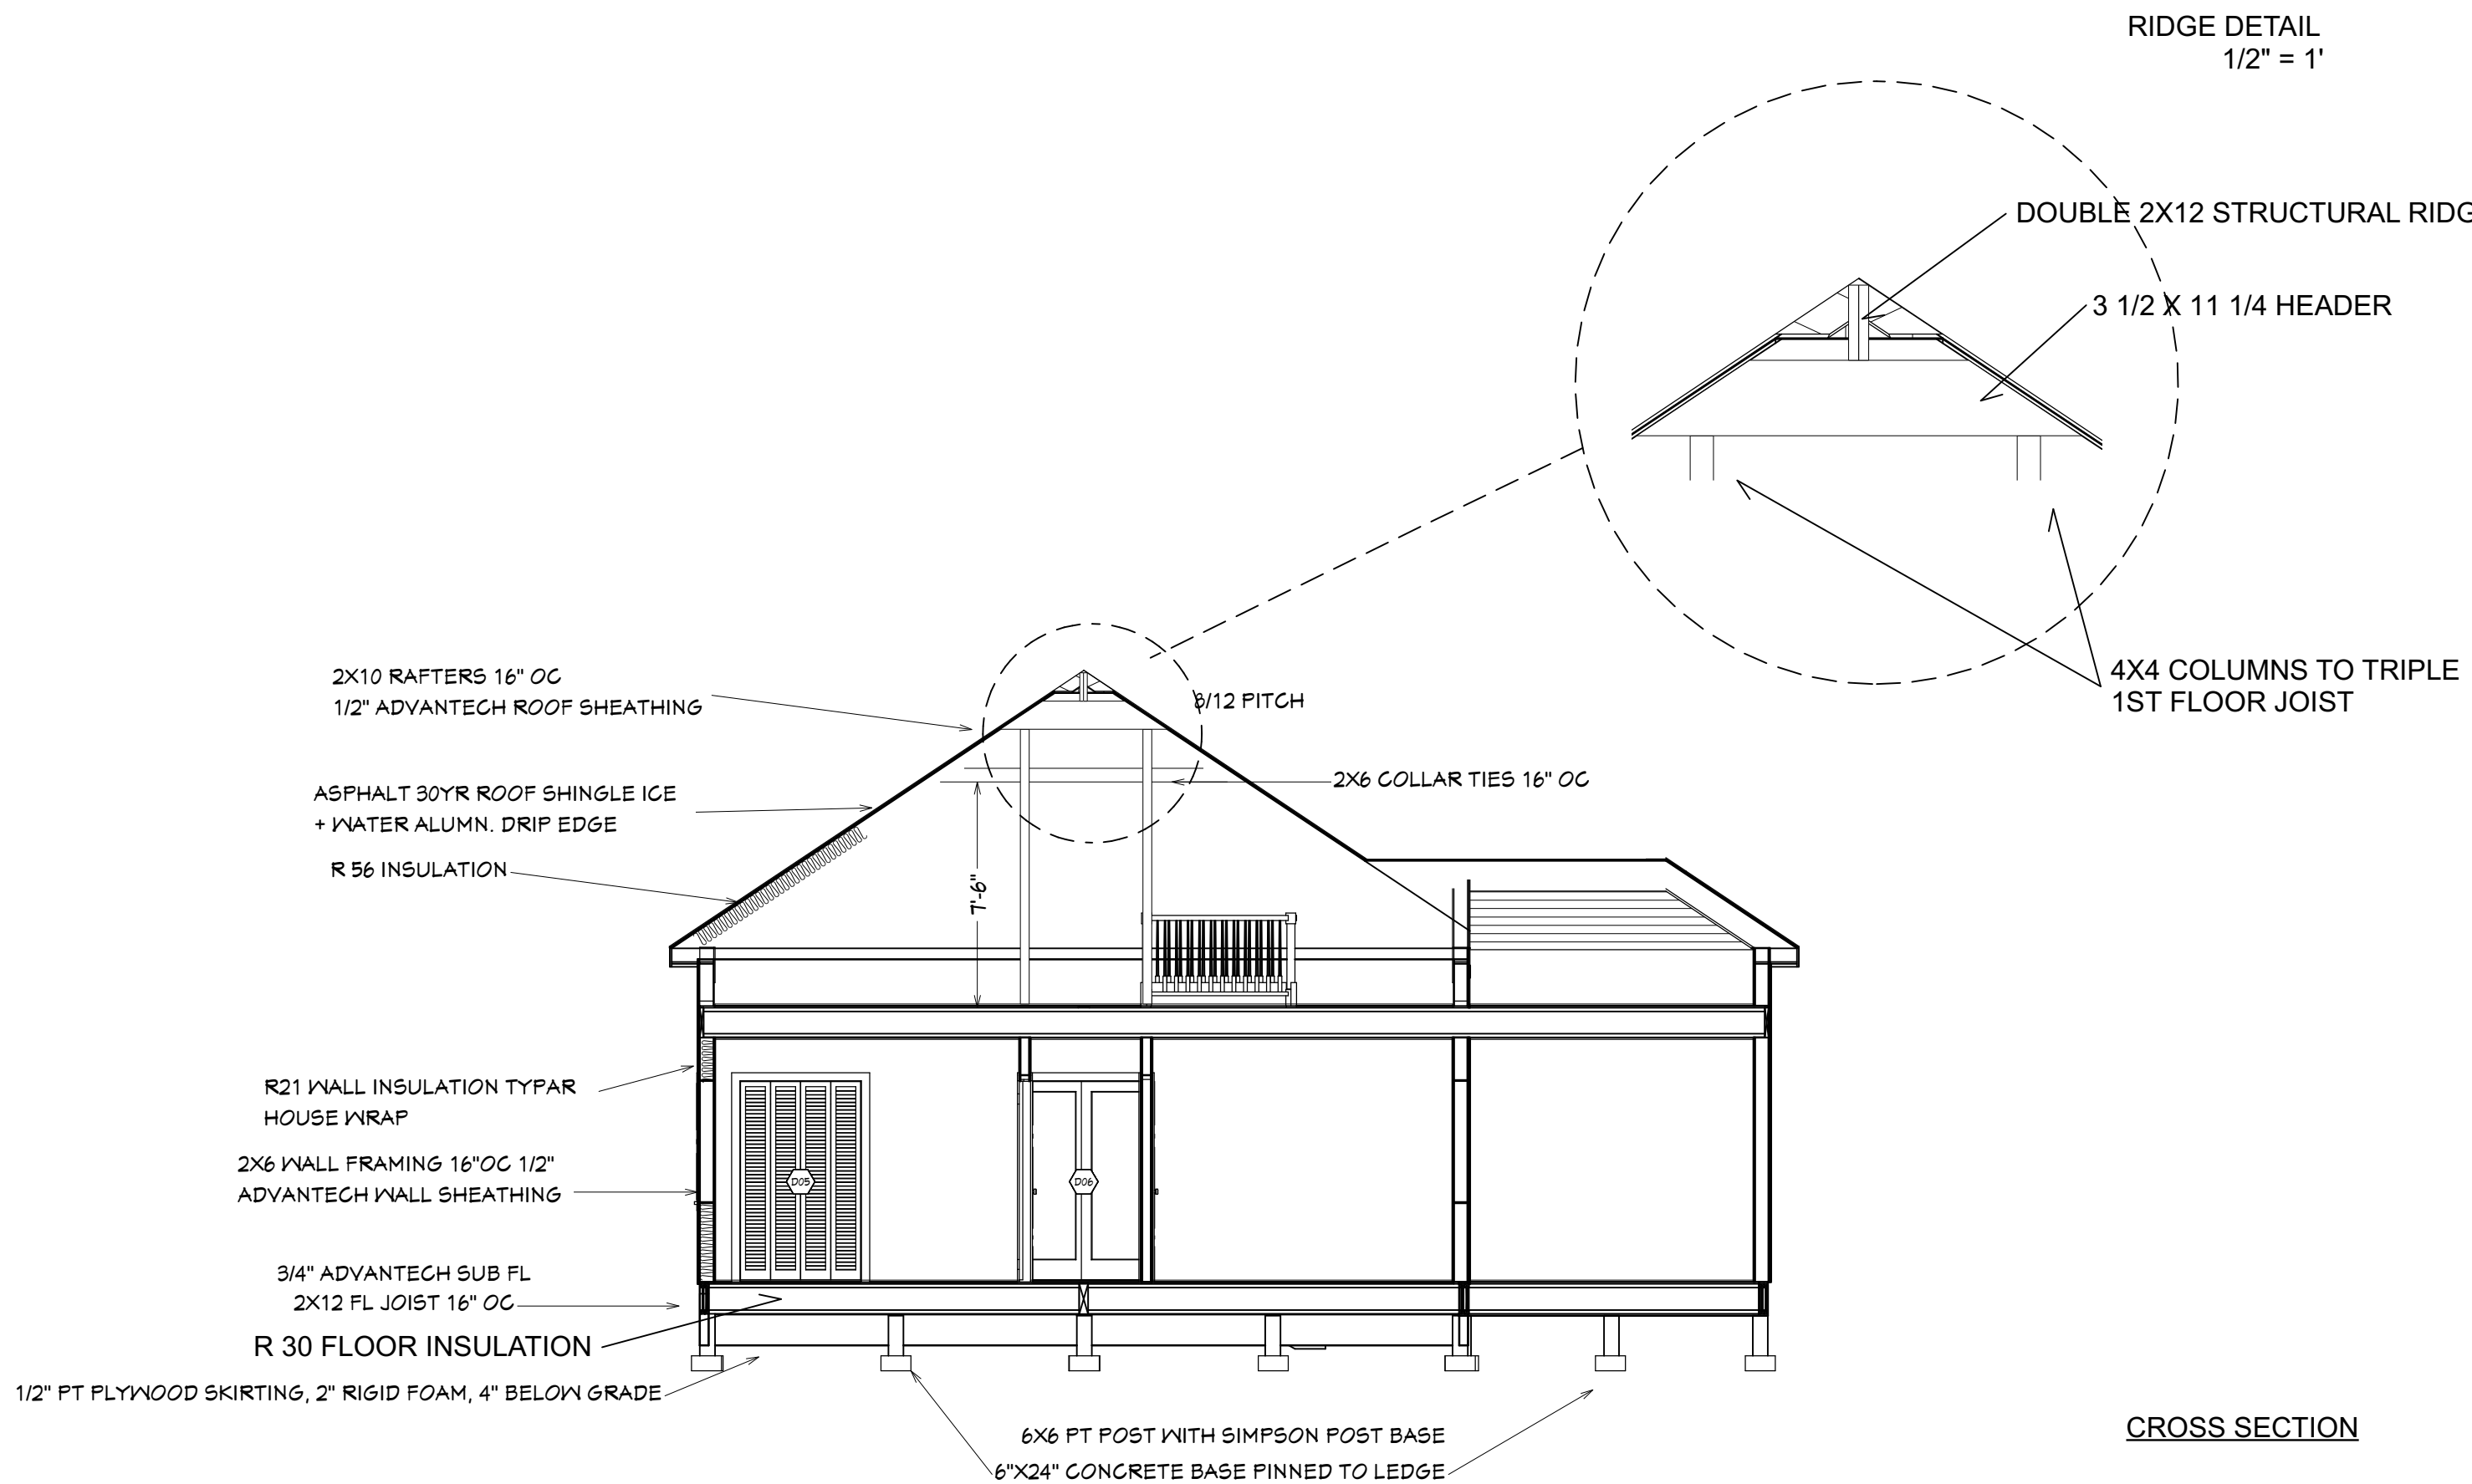 RIDGE DETAIL
1/2" = 1'
DOUBLE 2X12 STRUCTURAL RIDG
3 1/2 X 11 1/4 HEADER
4X4 COLUMNS TO TRIPLE
1ST FLOOR JOIST
2X10 RAFTERS 16" OC
1/2" ADVANTECH ROOF SHEATHING
8/12 PITCH
2X6 COLLAR TIES 16" OC
ASPHALT 30YR ROOF SHINGLE ICE
+ WATER ALUMN. DRIP EDGE
R 56 INSULATION
7'-6"
R21 WALL INSULATION TYPAR
HOUSE WRAP
2X6 WALL FRAMING 16"OC 1/2"
ADVANTECH WALL SHEATHING
D05
D06
3/4" ADVANTECH SUB FL
2X12 FL JOIST 16" OC
R 30 FLOOR INSULATION
1/2" PT PLYWOOD SKIRTING, 2" RIGID FOAM, 4" BELOW GRADE
6X6 PT POST WITH SIMPSON POST BASE
6"X24" CONCRETE BASE PINNED TO LEDGE
CROSS SECTION